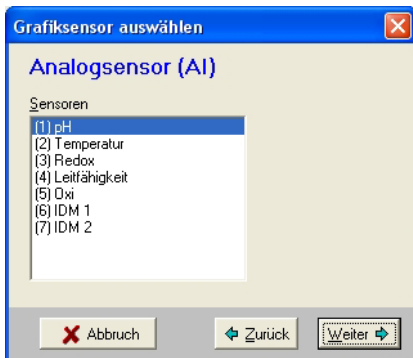 Grafiksensor auswählen
Analogsensor (AI)
Sensoren
(1) pH
(2) Temperatur
(3) Redox
(4) Leitfähigkeit
(5) Oxi
(6) IDM 1
(7) IDM 2
Abbruch
Zurück
Weiter